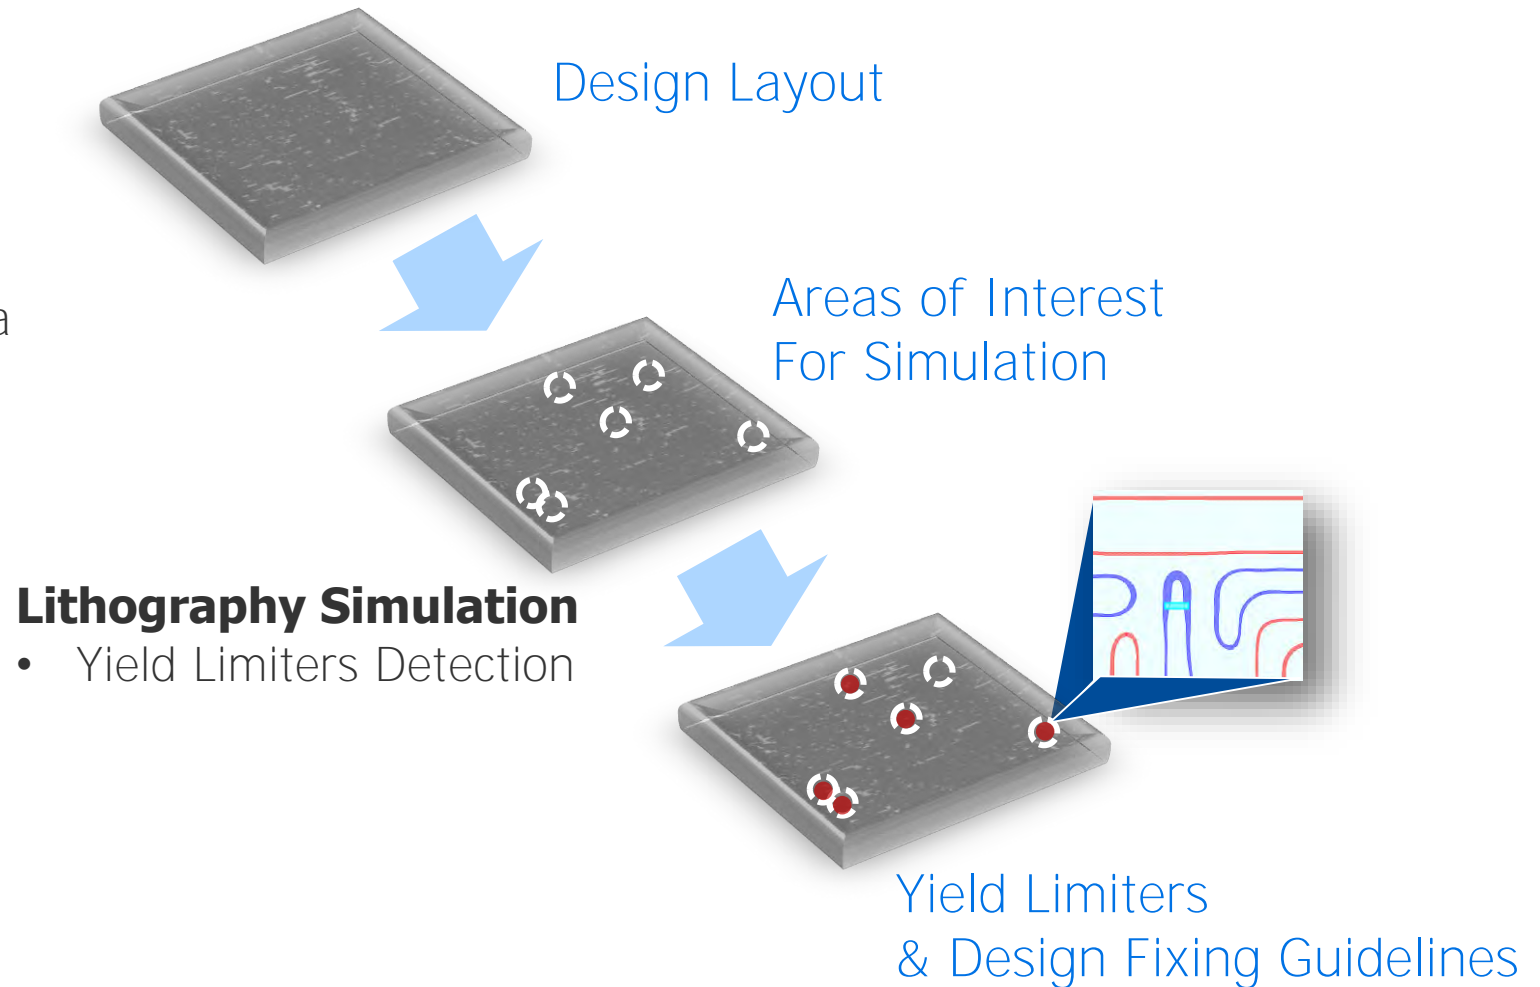 Design Layout
a
Areas of Interest
For Simulation
Lithography Simulation
• Yield Limiters Detection
Yield Limiters
& Design Fixing Guidelines